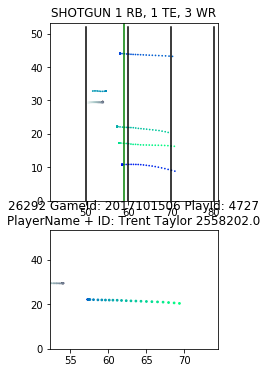 SHOTGUN 1 RB, 1 TE, 3 WR
50
40
30
20
10
0
50 60 70 80
26292 GameId: 2017101506 PlayId: 4727
PlayerName + ID: Trent Taylor 2558202.0
40
20
0
55 60 65 70